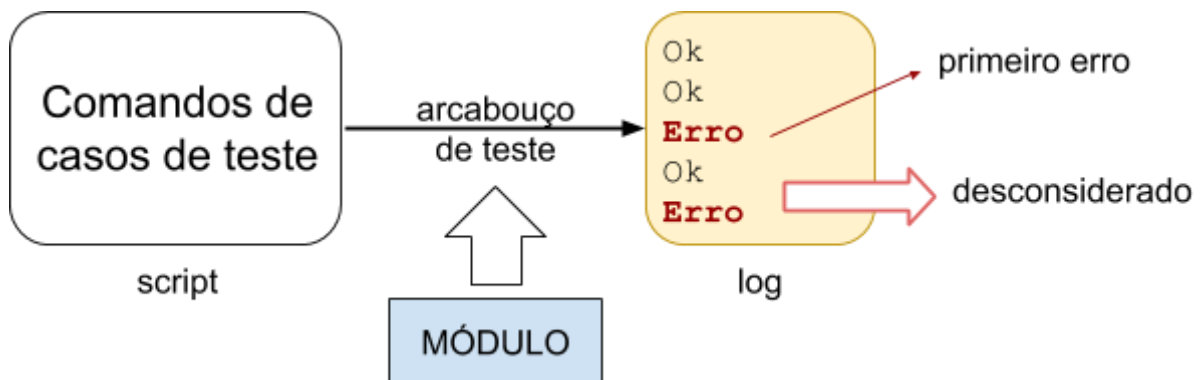 Comandos de
casos de teste
script
arcabouço
de teste
MÓDULO
Ok
Ok
Erro
Ok
Erro
log
primeiro erro
desconsiderado